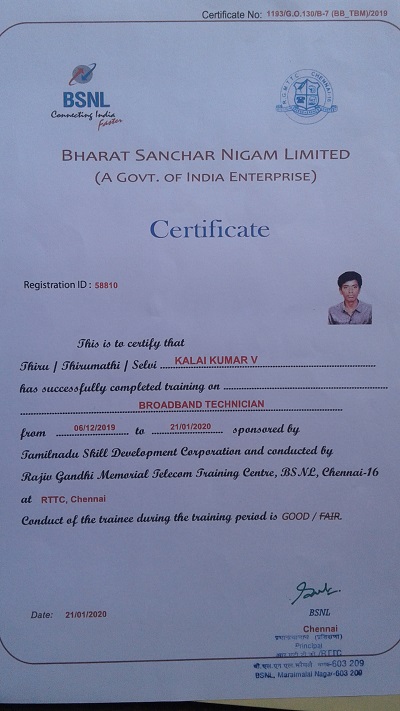 Certificate No: 1193/G.O.130/B-7 (BB_TBM)/2019
BSNL
Connecting India
Faster
BHARAT SANCHAR NIGAM LIMITED
(A GOVT. OF INDIA ENTERPRISE)
Certificate
Registration ID : 58810
This is to certify that
Thiru / Thirumathi / Selvi KALAI KUMAR V
has successfully completed training on
BROADBAND TECHNICIAN
from 06/12/2019 to 21/01/2020 sponsored by
Tamilnadu Skill Development Corporation and conducted by
Rajiv Gandhi Memorial Telecom Training Centre, BSNL, Chennai-16
at RTTC, Chennai
Conduct of the trainee during the training period is GOOD / FAIR.
BSNL
Date: 21/01/2020
Chennai
Principal
/RTTC
603 209
BSNL, Maraimalai Nagar-603 209